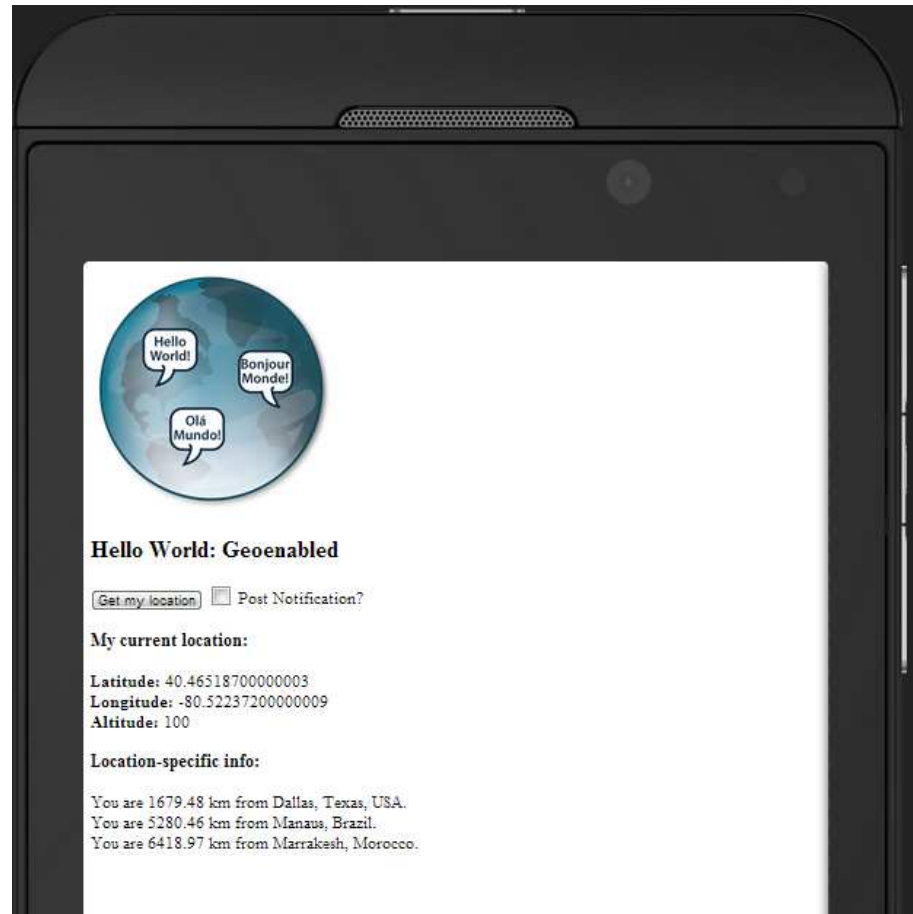 Hello
World!
Bonjour
Monde!
Olá
Mundo!
Hello World: Geoenabled
Get my location Post Notification?
My current location:
Latitude: 40.46518700000003
Longitude: -80.52237200000009
Altitude: 100
Location-specific info:
You are 1679.48 km from Dallas, Texas, USA.
You are 5280.46 km from Manaus, Brazil.
You are 6418.97 km from Marrakesh, Morocco.